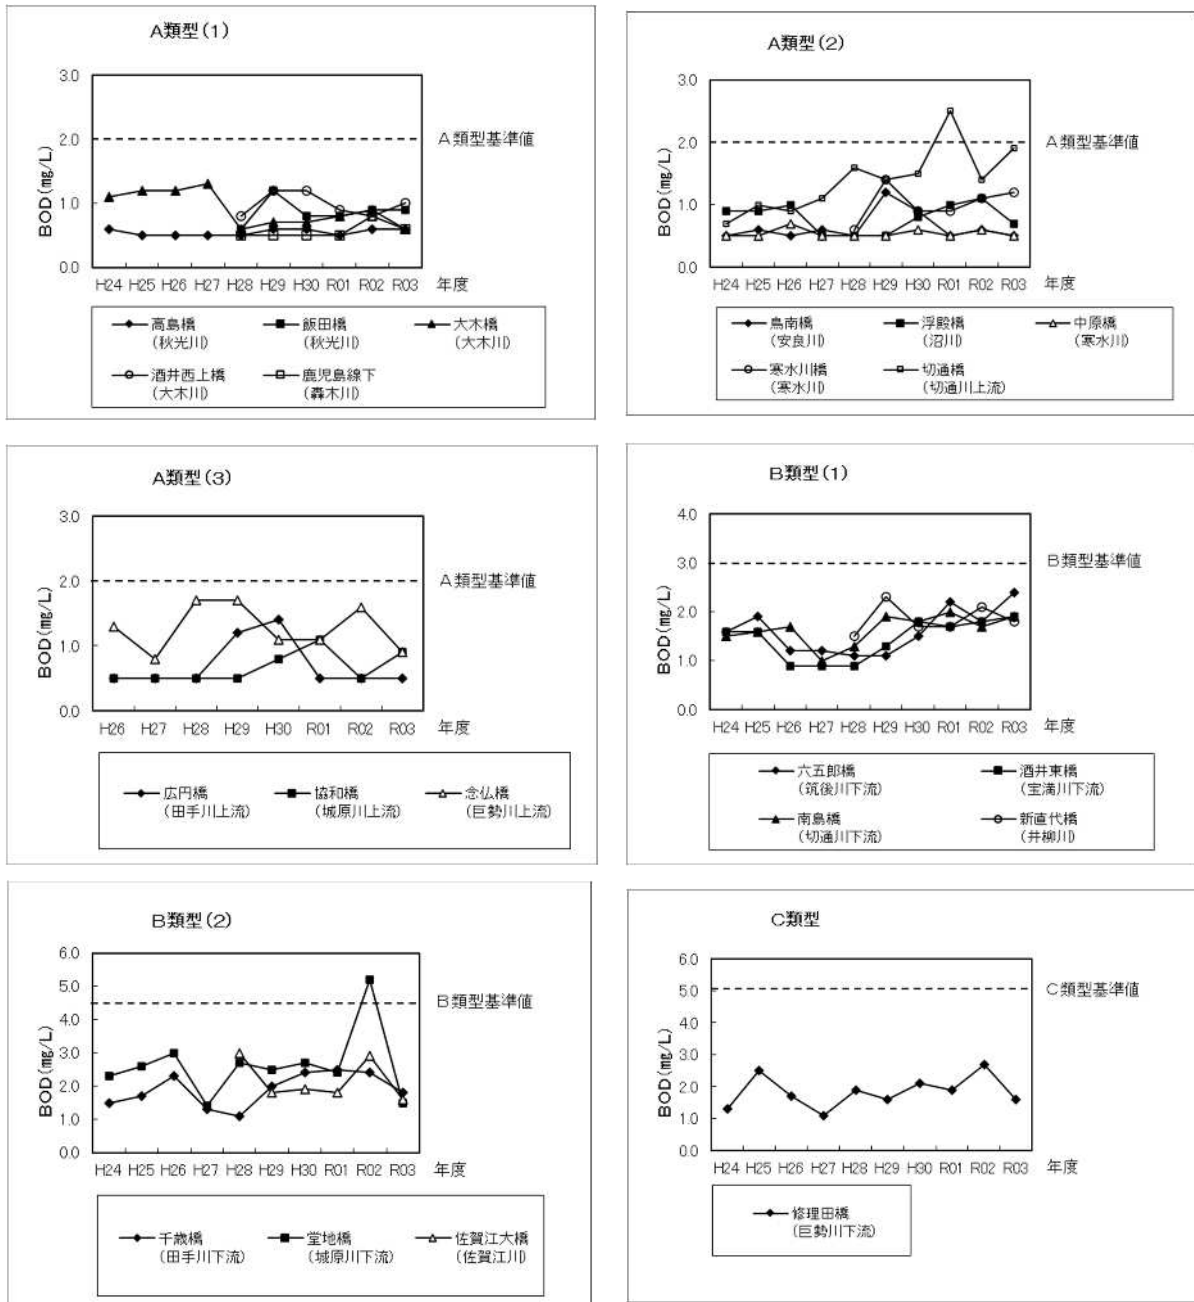 A類型(1)
3.0
2.0
1.0
0.0
BOD(mg/L)
A類型基準値
H24 H25 H26 H27 H28 H29 H30 R01 R02 R03 年度
高島橋 飯田橋 大木橋
(秋光川) (秋光川) (大木川)
酒井西上橋 鹿児島線下
(大木川) (轟木川)
A類型(2)
3.0
2.0
1.0
0.0
BOD(mg/L)
A類型基準値
H24 H25 H26 H27 H28 H29 H30 R01 R02 R03 年度
鳥南橋 浮殿橋 中原橋
(安良川) (沼川) (寒水川)
寒水川橋 切通橋
(寒水川) (切通川上流)
A類型(3)
3.0
2.0
1.0
0.0
BOD(mg/L)
A類型基準値
H26 H27 H28 H29 H30 R01 R02 R03 年度
広円橋 協和橋 念仏橋
(田手川上流) (城原川上流) (巨勢川上流)
B類型(1)
4.0
3.0
2.0
1.0
0.0
BOD(mg/L)
B類型基準値
H24 H25 H26 H27 H28 H29 H30 R01 R02 R03 年度
六五郎橋 酒井東橋
(筑後川下流) (宝満川下流)
南島橋 新直代橋
(切通川下流) (井柳川)
B類型(2)
6.0
5.0
4.0
3.0
2.0
1.0
0.0
BOD(mg/L)
B類型基準値
H24 H25 H26 H27 H28 H29 H30 R01 R02 R03 年度
千歳橋 堂地橋 佐賀江大橋
(田手川下流) (城原川下流) (佐賀江川)
C類型
6.0
5.0
4.0
3.0
2.0
1.0
0.0
BOD(mg/L)
C類型基準値
H24 H25 H26 H27 H28 H29 H30 R01 R02 R03 年度
修理田橋
(巨勢川下流)